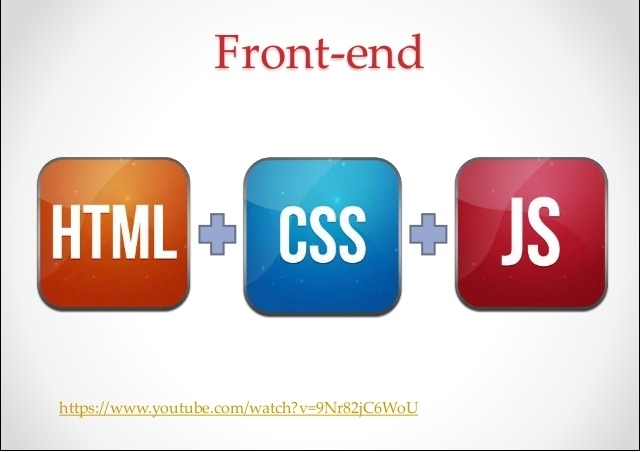 Front-end
HTML + CSS + JS
https://www.youtube.com/watch?v=9Nr82jC6WoU